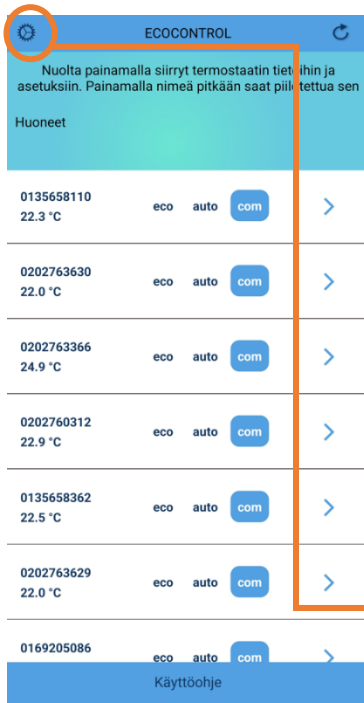 ECOCONTROL
Nuolta painamalla siirryt termostaatin tietoihin ja
asetuksiin. Painamalla nimeä pitkään saat piilotettua sen
Huoneet
0135658110
22.3 °C
eco auto com
0202763630
22.0 °C
eco auto com
0202763366
24.9 °C
eco auto com
0202760312
22.9 °C
eco auto com
0135658362
22.5 °C
eco auto com
0202763629
22.0 °C
eco auto com
0169205086
eco auto com
Käyttöohje